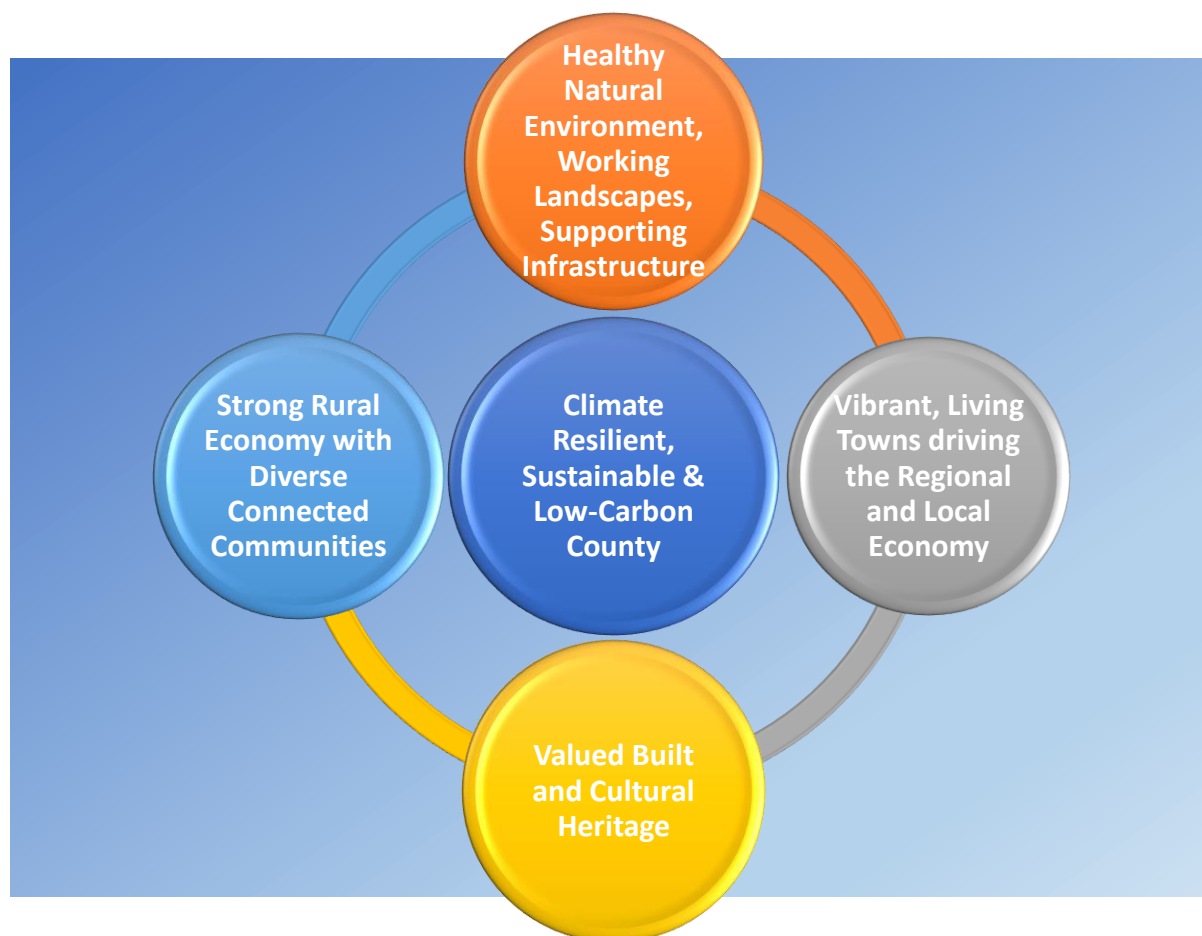 Healthy
Natural
Environment,
Working
Landscapes,
Supporting
Infrastructure
Strong Rural
Economy with
Diverse
Connected
Communities
Climate
Resilient,
Sustainable &
Low-Carbon
County
Vibrant, Living
Towns driving
the Regional
and Local
Economy
Valued Built
and Cultural
Heritage